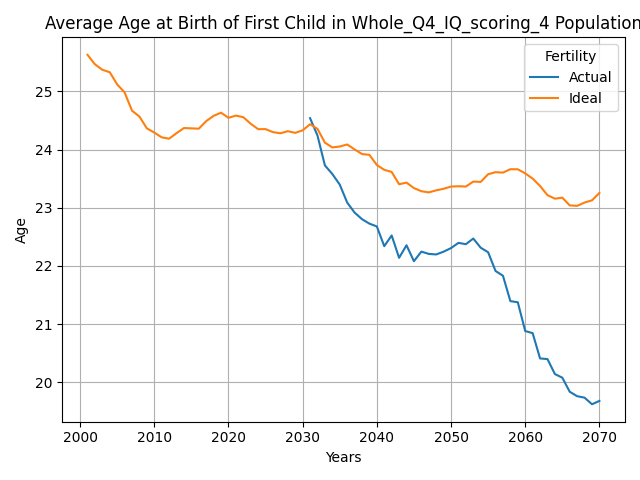 Average Age at Birth of First Child in Whole_Q4_IQ_scoring_4 Population
Fertility
Actual
Ideal
Age
25
24
23
22
21
20
2000 2010 2020 2030 2040 2050 2060 2070
Years